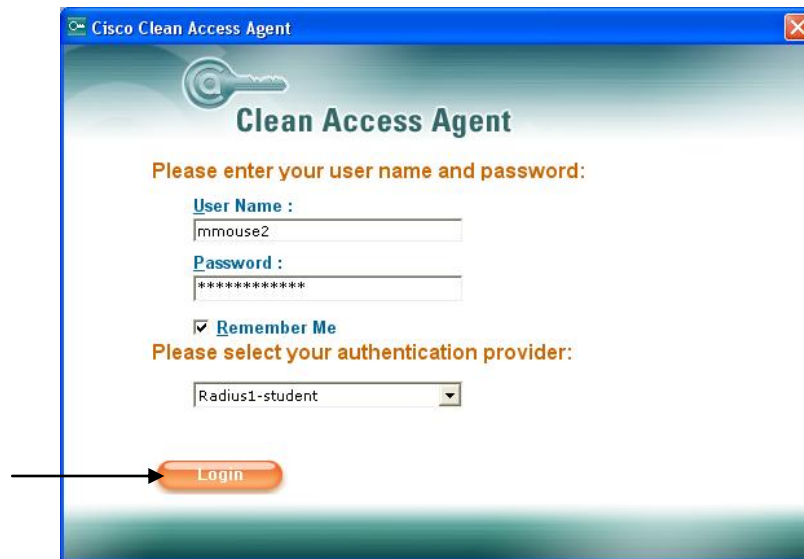 Cisco Clean Access Agent
Clean Access Agent
Please enter your user name and password:
User Name :
mmouse2
Password :
************
Remember Me
Please select your authentication provider:
Radius1-student
Login